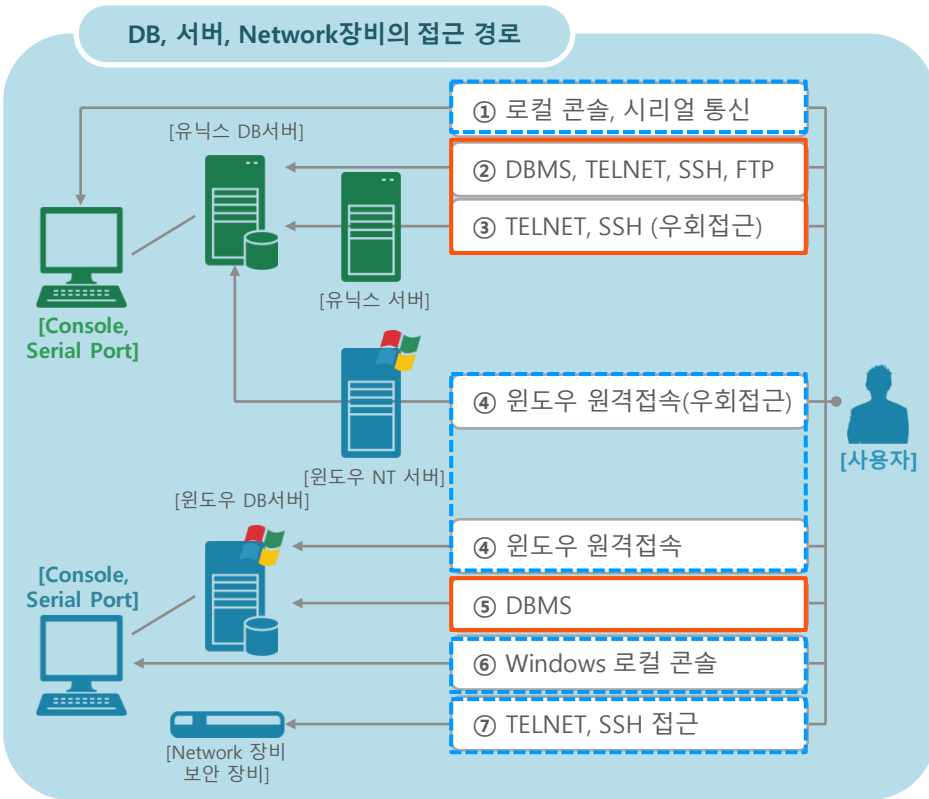 DB, 서버, Network장비의 접근 경로
① 로컬 콘솔, 시리얼 통신
[유닉스 DB서버]
② DBMS, TELNET, SSH, FTP
③ TELNET, SSH (우회접근)
[유닉스 서버]
[Console,
Serial Port]
④ 윈도우 원격접속(우회접근)
[사용자]
[윈도우 NT 서버]
[윈도우 DB서버]
④ 윈도우 원격접속
[Console,
Serial Port]
⑤ DBMS
⑥ Windows 로컬 콘솔
⑦ TELNET, SSH 접근
[Network 장비
보안 장비]